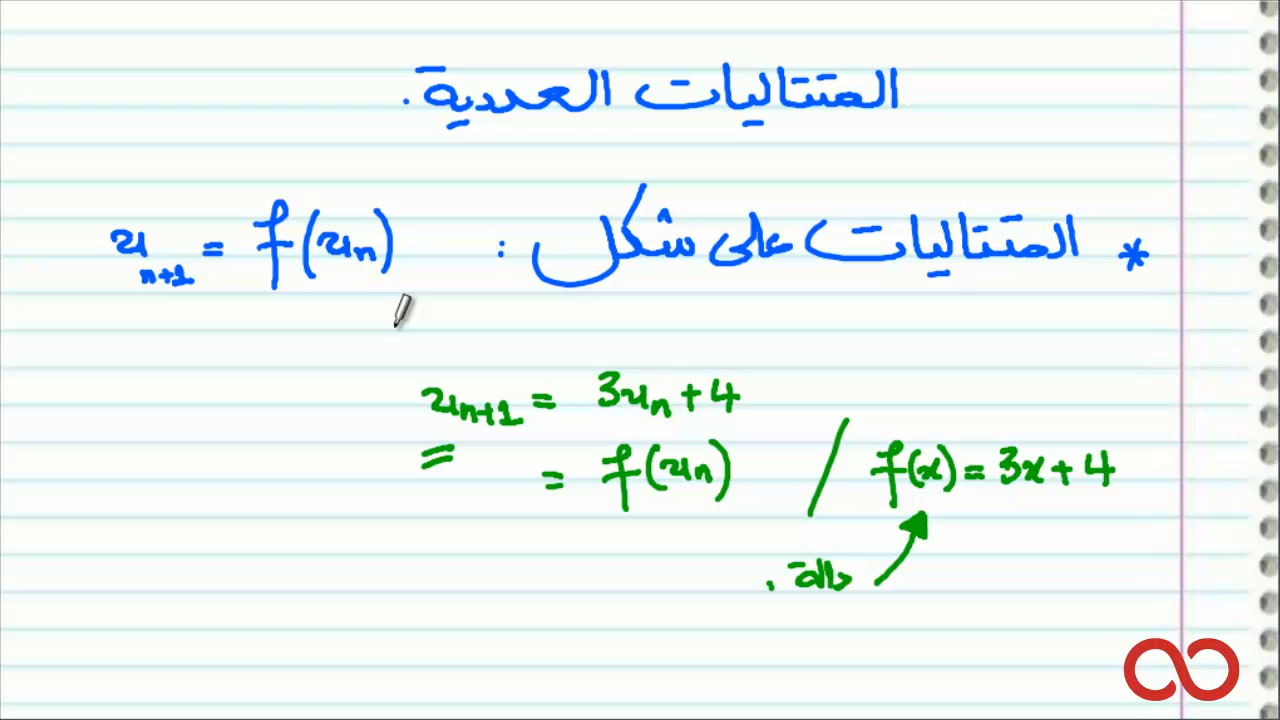 المتتاليات العددية.
* المتتاليات على شكل : u_{n+1} = f(u_n)
u_{n+1} = 3u_n + 4
= f(u_n) / f(x) = 3x + 4
دالة.